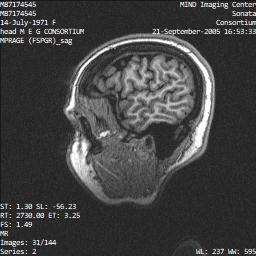 M87174545
M87174545
14-July-1971 F
head M E G CONSORTIUM
MPRAGE (FSPGR)_sag
MIND Imaging Center
Sonata
Consortium
21-September-2005 16:53:33
ST: 1.30 SL: -56.23
RT: 2730.00 ET: 3.25
FS: 1.49
MR
Images: 31/144
Series: 2
WL: 237 WW: 595